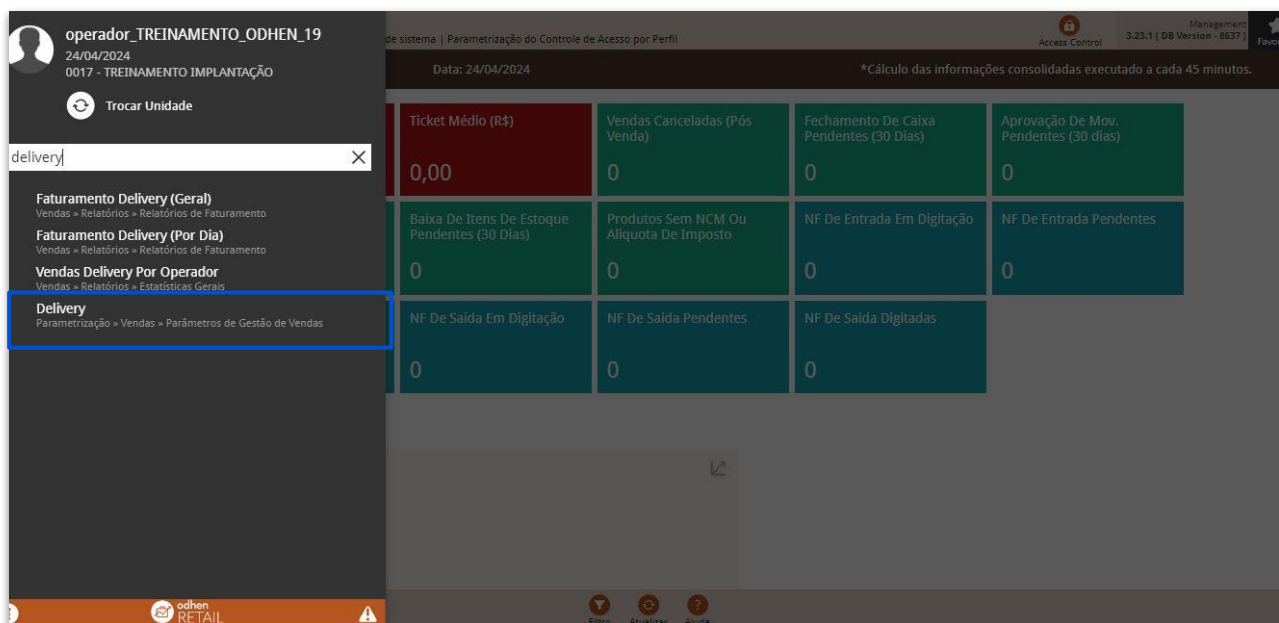 operador_TREINAMENTO_ODHEN_19
24/04/2024
0017 - TREINAMENTO IMPLANTAÇÃO
Trocar Unidade
delivery
Faturamento Delivery (Geral)
Vendas » Relatórios » Relatórios de Faturamento
Faturamento Delivery (Por Dia)
Vendas » Relatórios » Relatórios de Faturamento
Vendas Delivery Por Operador
Vendas » Relatórios » Estatísticas Gerais
Delivery
Parametrização » Vendas » Parâmetros de Gestão de Vendas
odhen
RETAIL
de sistema | Parametrização do Controle de Acesso por Perfil
Access Control
Management
3.23.1 ( DB Version - 8637 )
Favo
Data: 24/04/2024
*Cálculo das informações consolidadas executado a cada 45 minutos.
Ticket Médio (R$)
0,00
Vendas Canceladas (Pós
Venda)
0
Fechamento De Caixa
Pendentes (30 Dias)
0
Aprovação De Mov.
Pendentes (30 dias)
0
Baixa De Itens De Estoque
Pendentes (30 Dias)
0
Produtos Sem NCM Ou
Aliquota De Imposto
0
NF De Entrada Em Digitação
0
NF De Entrada Pendentes
0
NF De Saida Em Digitação
0
NF De Saida Pendentes
0
NF De Saida Digitadas
0
Filtro
Atualizar
Ajuda